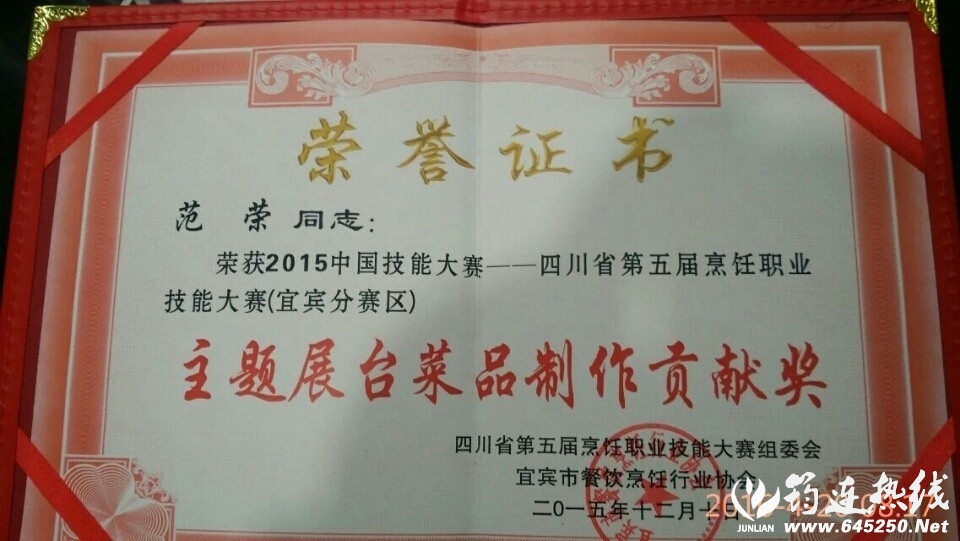 荣誉证书
范 荣 同志：
荣获2015中国技能大赛——四川省第五届烹饪职业
技能大赛(宜宾分赛区)
主题展台菜品制作贡献奖
四川省第五届烹饪职业技能大赛组委会
宜宾市餐饮烹饪行业协会
二〇一五年十二月
筠连热线
JUNLIAN www.645250.Net